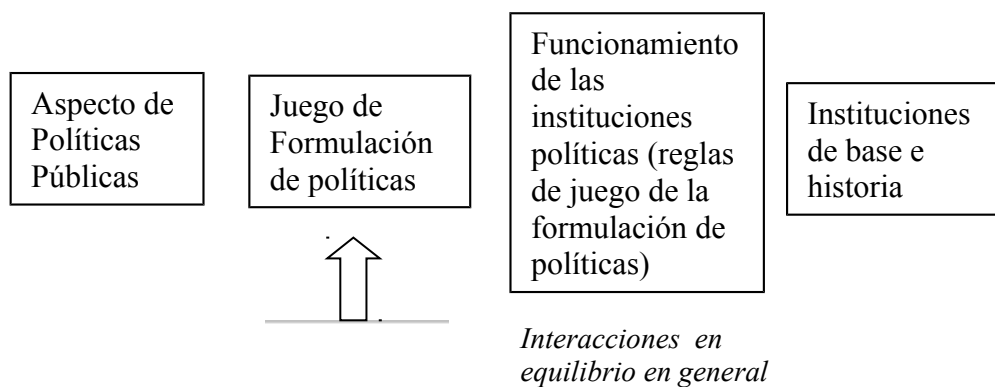 Aspecto de
Políticas
Públicas
Juego de
Formulación
de políticas
Funcionamiento
de las
instituciones
políticas (reglas
de juego de la
formulación de
políticas)
Instituciones
de base e
historia
Interacciones en
equilibrio en general